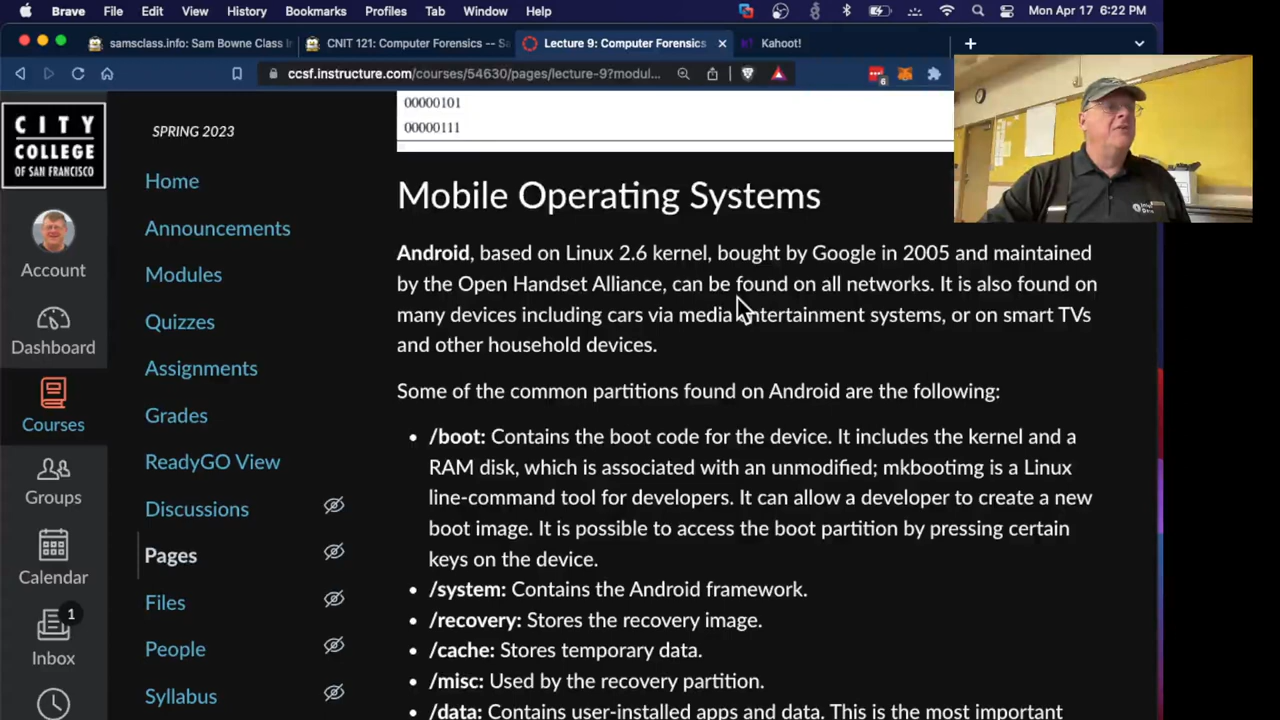 Brave File Edit View History Bookmarks Profiles Tab Window Help Mon Apr 17 6:22 PM
samsclass.info: Sam Bowne Class I
CNIT 121: Computer Forensics -- Sa
Lecture 9: Computer Forensics
Kahoot!
ccsf.instructure.com/courses/54630/pages/lecture-9?modul...
6
CITY
COLLEGE
OF SAN FRANCISCO
Account
Dashboard
Courses
Groups
Calendar
1
Inbox
SPRING 2023
Home
Announcements
Modules
Quizzes
Assignments
Grades
ReadyGO View
Discussions
Pages
Files
People
Syllabus
00000101
00000111
Mobile Operating Systems
Android, based on Linux 2.6 kernel, bought by Google in 2005 and maintained
by the Open Handset Alliance, can be found on all networks. It is also found on
many devices including cars via media entertainment systems, or on smart TVs
and other household devices.
Some of the common partitions found on Android are the following:
• /boot: Contains the boot code for the device. It includes the kernel and a
RAM disk, which is associated with an unmodified; mkbootimg is a Linux
line-command tool for developers. It can allow a developer to create a new
boot image. It is possible to access the boot partition by pressing certain
keys on the device.
• /system: Contains the Android framework.
• /recovery: Stores the recovery image.
• /cache: Stores temporary data.
• /misc: Used by the recovery partition.
• /data: Contains user-installed apps and data. This is the most important